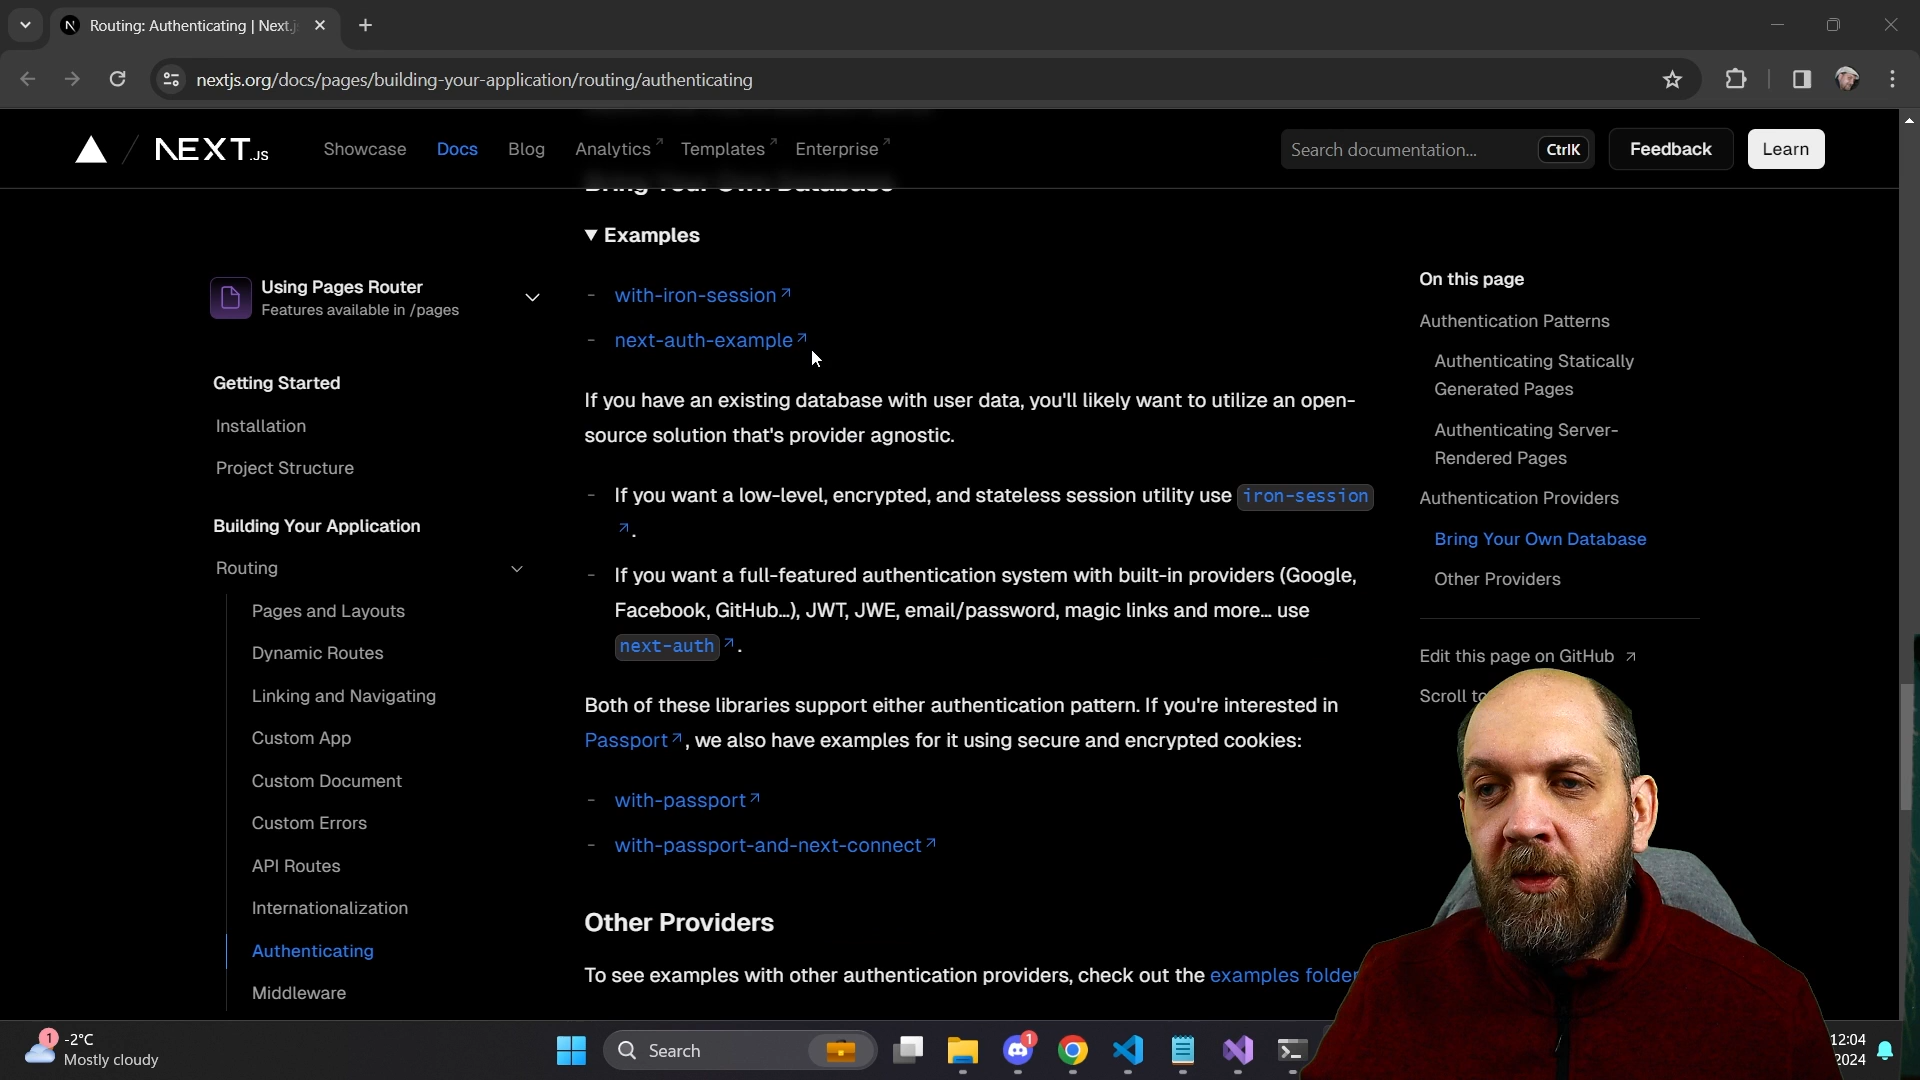 Routing: Authenticating | Next.j
nextjs.org/docs/pages/building-your-application/routing/authenticating
NEXT.JS
Showcase
Docs
Blog
Analytics
Templates
Enterprise
Search documentation...
CtrlK
Feedback
Learn
Bring Your Own Database
Using Pages Router
Features available in /pages
Getting Started
Installation
Project Structure
Building Your Application
Routing
Pages and Layouts
Dynamic Routes
Linking and Navigating
Custom App
Custom Document
Custom Errors
API Routes
Internationalization
Authenticating
Middleware
Examples
- with-iron-session
- next-auth-example
If you have an existing database with user data, you'll likely want to utilize an open-
source solution that's provider agnostic.
- If you want a low-level, encrypted, and stateless session utility use iron-session
.
- If you want a full-featured authentication system with built-in providers (Google,
Facebook, GitHub…), JWT, JWE, email/password, magic links and more… use
next-auth .
Both of these libraries support either authentication pattern. If you're interested in
Passport, we also have examples for it using secure and encrypted cookies:
- with-passport
- with-passport-and-next-connect
Other Providers
To see examples with other authentication providers, check out the examples folder
On this page
Authentication Patterns
Authenticating Statically
Generated Pages
Authenticating Server-
Rendered Pages
Authentication Providers
Bring Your Own Database
Other Providers
Edit this page on GitHub
Scroll to
1
-2°C
Mostly cloudy
Search
1
12:04
2024